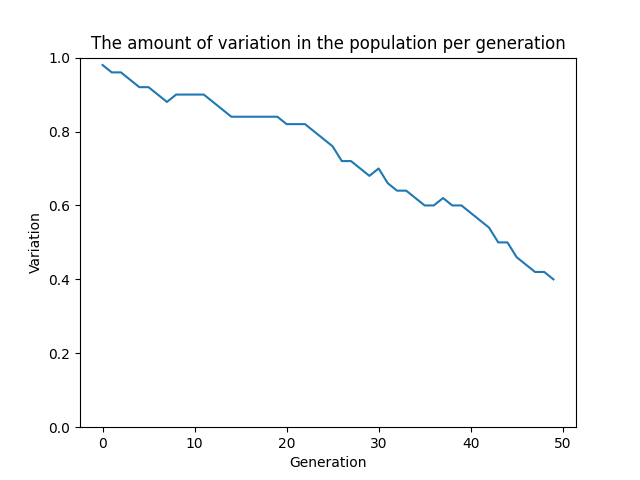 The amount of variation in the population per generation
1.0
0.8
0.6
0.4
0.2
0.0
Variation
0 10 20 30 40 50
Generation